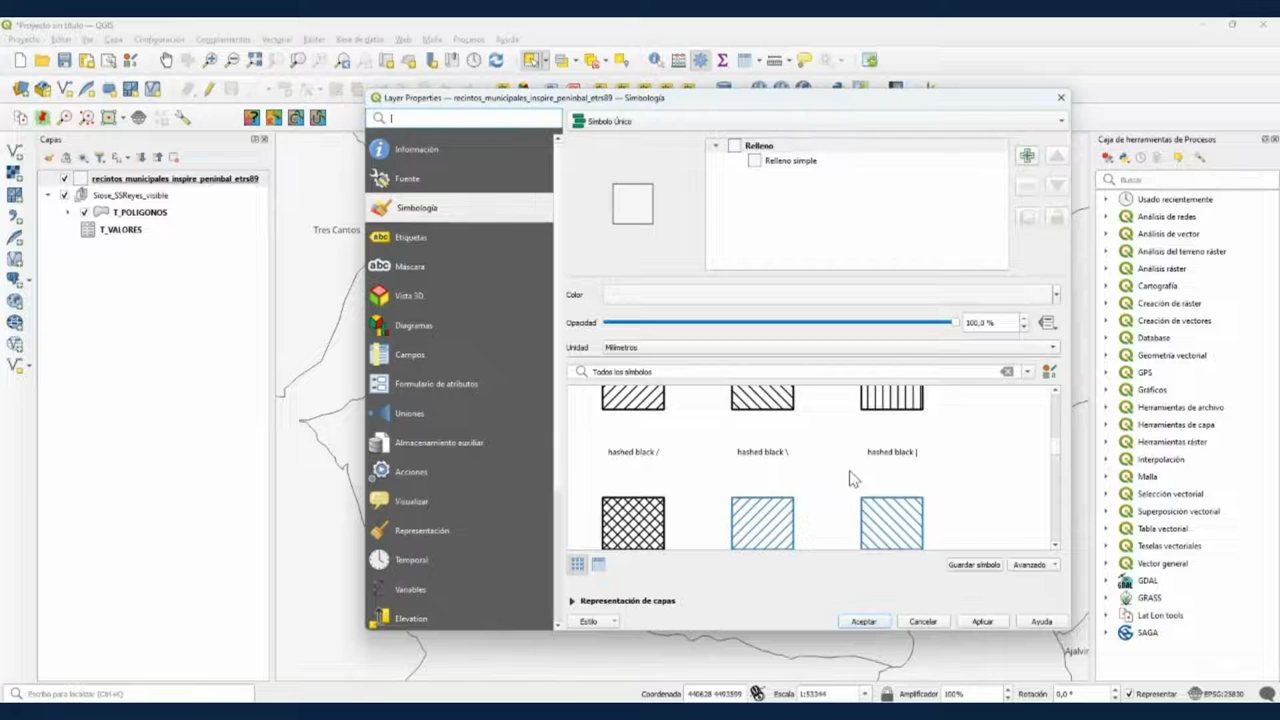 *Proyecto sin título — QGIS
Proyecto Editar Ver Capa Configuración Complementos Vectorial Ráster Base de datos Web Malla Procesos Ayuda
Capas
recintos_municipales_inspire_peninbal_etrs89
Siose_SSReyes_visible
T_POLIGONOS
T_VALORES
Tres Cantos
Layer Properties — recintos_municipales_inspire_peninbal_etrs89 — Simbología
Información
Fuente
Simbología
Etiquetas
Máscara
Vista 3D
Diagramas
Campos
Formulario de atributos
Uniones
Almacenamiento auxiliar
Acciones
Visualizar
Representación
Temporal
Variables
Elevation
Símbolo Único
Relleno
Relleno simple
Color
Opacidad
100,0 %
Unidad
Milímetros
Todos los símbolos
hashed black /
hashed black \
hashed black |
Guardar símbolo
Avanzado
Representación de capas
Estilo
Aceptar
Cancelar
Aplicar
Ayuda
Ajalvir
Caja de herramientas de Procesos
Buscar
Usado recientemente
Análisis de redes
Análisis de vector
Análisis del terreno ráster
Análisis ráster
Cartografía
Creación de ráster
Creación de vectores
Database
Geometría vectorial
GPS
Gráficos
Herramientas de archivo
Herramientas de capa
Herramientas ráster
Interpolación
Malla
Selección vectorial
Superposición vectorial
Tabla vectorial
Teselas vectoriales
Vector general
GDAL
GRASS
Lat Lon tools
SAGA
Escriba para localizar (Ctrl+K)
Coordenada 440628 4493599 Escala 1:53344 Amplificador 100% Rotación 0,0 ° Representar EPSG:25830